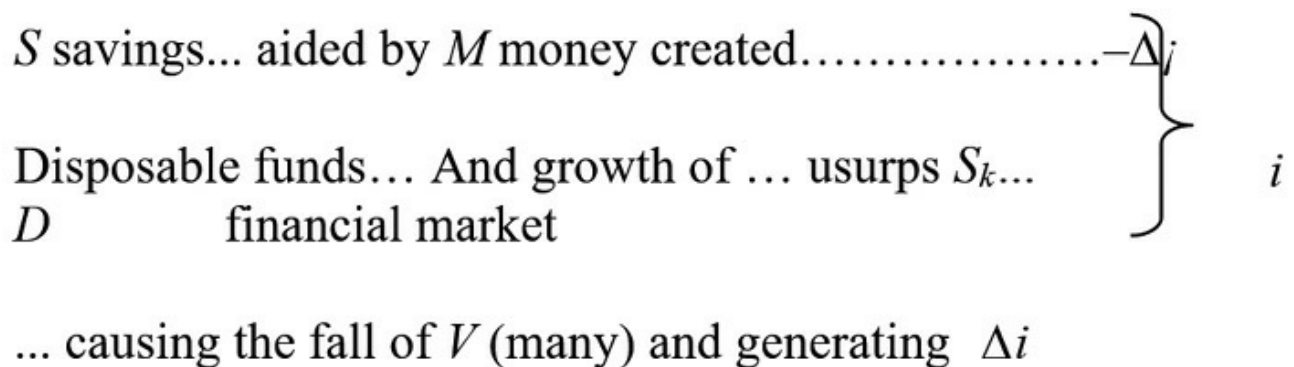 S savings... aided by M money created...................–Δi
Disposable funds... And growth of ... usurps Sk... i
D financial market
... causing the fall of V (many) and generating Δi